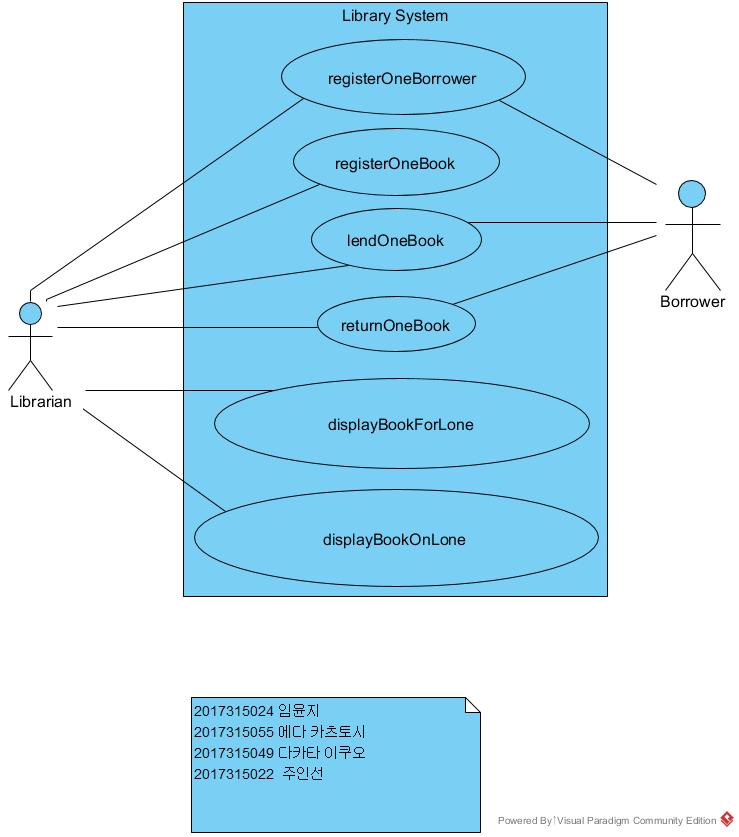 Library System
registerOneBorrower
registerOneBook
lendOneBook
returnOneBook
Borrower
Librarian
displayBookForLone
displayBookOnLone
2017315024 임윤지
2017315055 에다 카츠토시
2017315049 다카타 이쿠오
2017315022 주인선
Powered By Visual Paradigm Community Edition